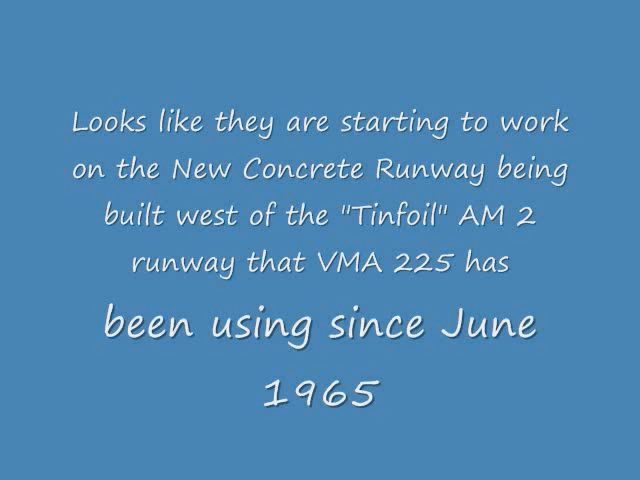 Looks like they are starting to work
on the New Concrete Runway being
built west of the "Tinfoil" AM 2
runway that VMA 225 has
been using since June
1965